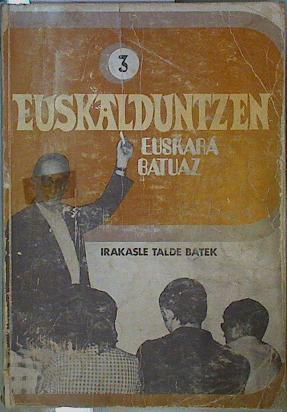 3
EUSKALDUNTZEN
EUSKARA
BATUAZ
IRAKASLE TALDE BATEK